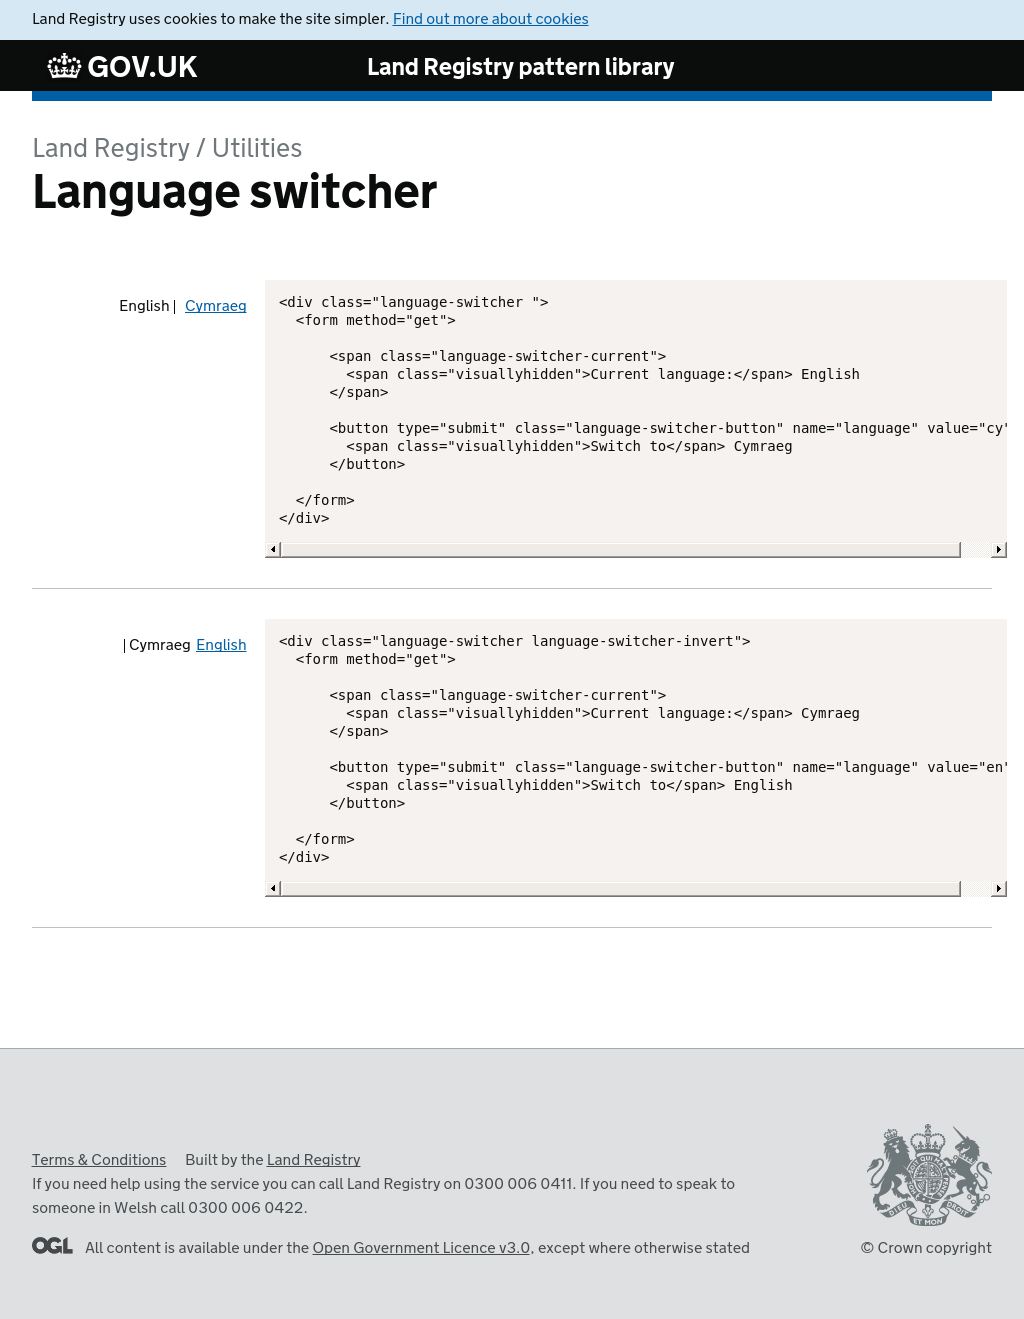 Land Registry uses cookies to make the site simpler. Find out more about cookies
GOV.UK
Land Registry pattern library
Land Registry / Utilities
Language switcher
English | Cymraeg
<div class="language-switcher ">
  <form method="get">
      <span class="language-switcher-current">
        <span class="visuallyhidden">Current language:</span> English
      </span>
      <button type="submit" class="language-switcher-button" name="language" value="cy"
        <span class="visuallyhidden">Switch to</span> Cymraeg
      </button>
  </form>
</div>
| Cymraeg English
<div class="language-switcher language-switcher-invert">
  <form method="get">
      <span class="language-switcher-current">
        <span class="visuallyhidden">Current language:</span> Cymraeg
      </span>
      <button type="submit" class="language-switcher-button" name="language" value="en"
        <span class="visuallyhidden">Switch to</span> English
      </button>
  </form>
</div>
Terms & Conditions Built by the Land Registry
If you need help using the service you can call Land Registry on 0300 006 0411. If you need to speak to
someone in Welsh call 0300 006 0422.
OGL All content is available under the Open Government Licence v3.0, except where otherwise stated
DIEU ET MON DROIT
© Crown copyright